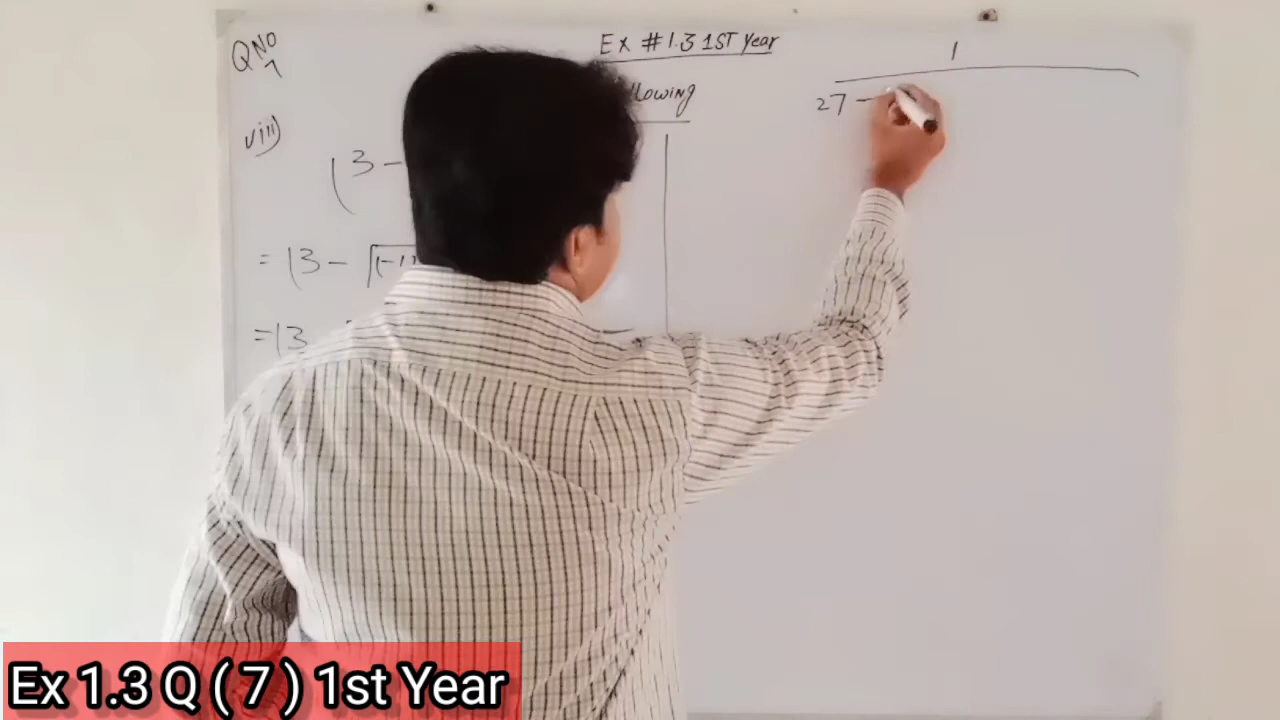 Ex # 1.3 1ST Year
Q NO
7
llowing
viii)
(3 -
= (3 - √(-1)
= (3
1
27 -
Ex 1.3 Q ( 7 ) 1st Year